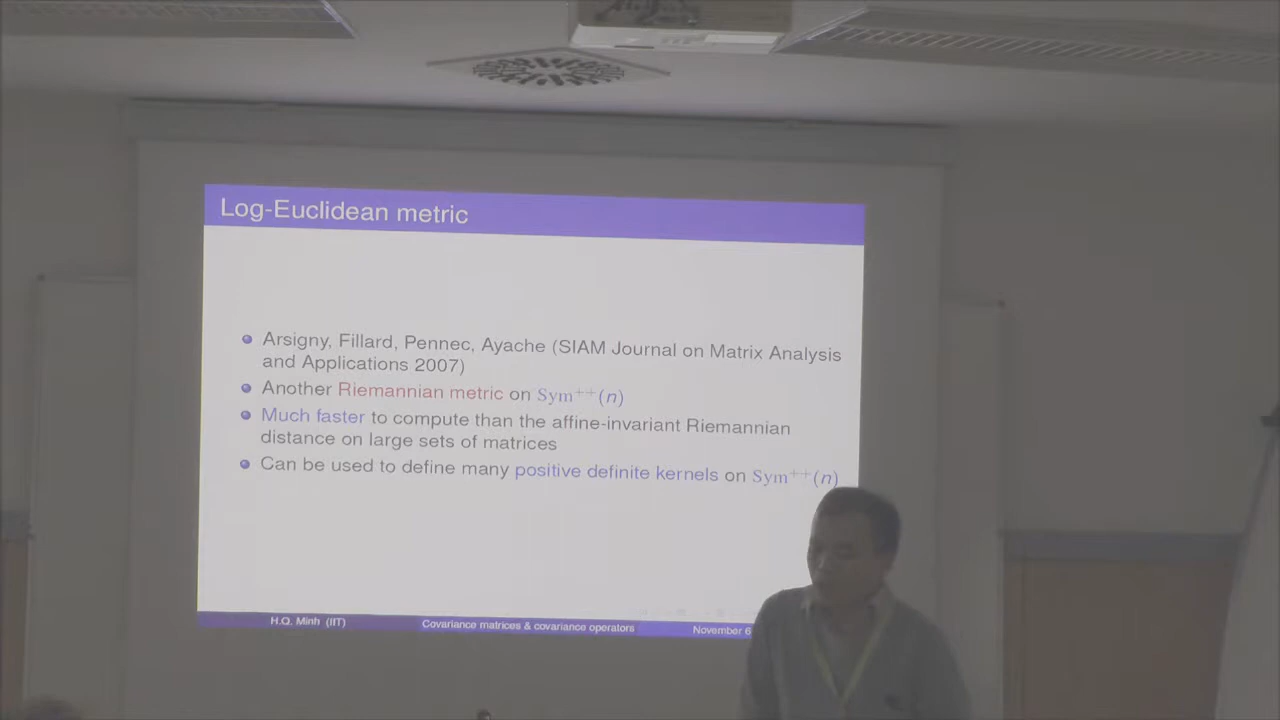 Log-Euclidean metric
Arsigny, Fillard, Pennec, Ayache (SIAM Journal on Matrix Analysis
and Applications 2007)
Another Riemannian metric on Sym⁺⁺(n)
Much faster to compute than the affine-invariant Riemannian
distance on large sets of matrices
Can be used to define many positive definite kernels on Sym⁺⁺(n)
H.Q. Minh (IIT) Covariance matrices & covariance operators November 6